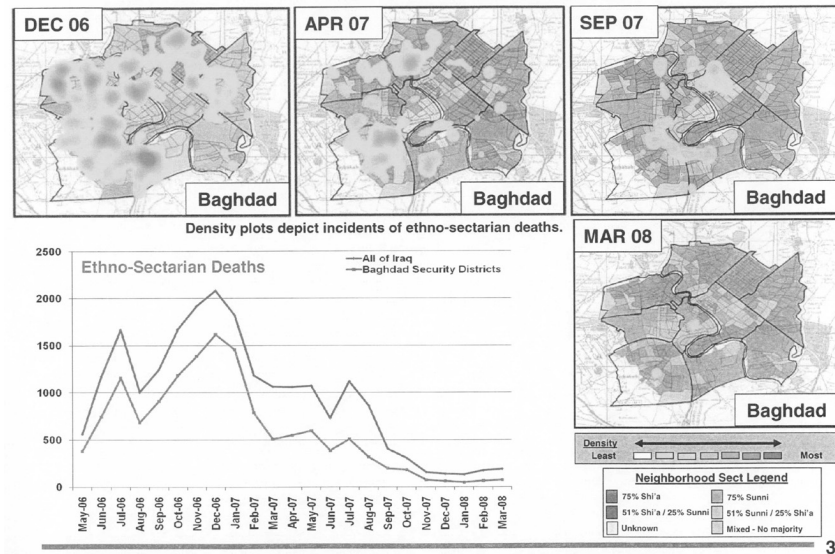 DEC 06
Baghdad
APR 07
Baghdad
SEP 07
Baghdad
Density plots depict incidents of ethno-sectarian deaths.
MAR 08
Baghdad
Ethno-Sectarian Deaths
All of Iraq
Baghdad Security Districts
2500
2000
1500
1000
500
0
May-06
Jun-06
Jul-06
Aug-06
Sep-06
Oct-06
Nov-06
Dec-06
Jan-07
Feb-07
Mar-07
Apr-07
May-07
Jun-07
Jul-07
Aug-07
Sep-07
Oct-07
Nov-07
Dec-07
Jan-08
Feb-08
Mar-08
Density
Least Most
Neighborhood Sect Legend
75% Shi'a 75% Sunni
51% Shi'a / 25% Sunni 51% Sunni / 25% Shi'a
Unknown Mixed - No majority
3